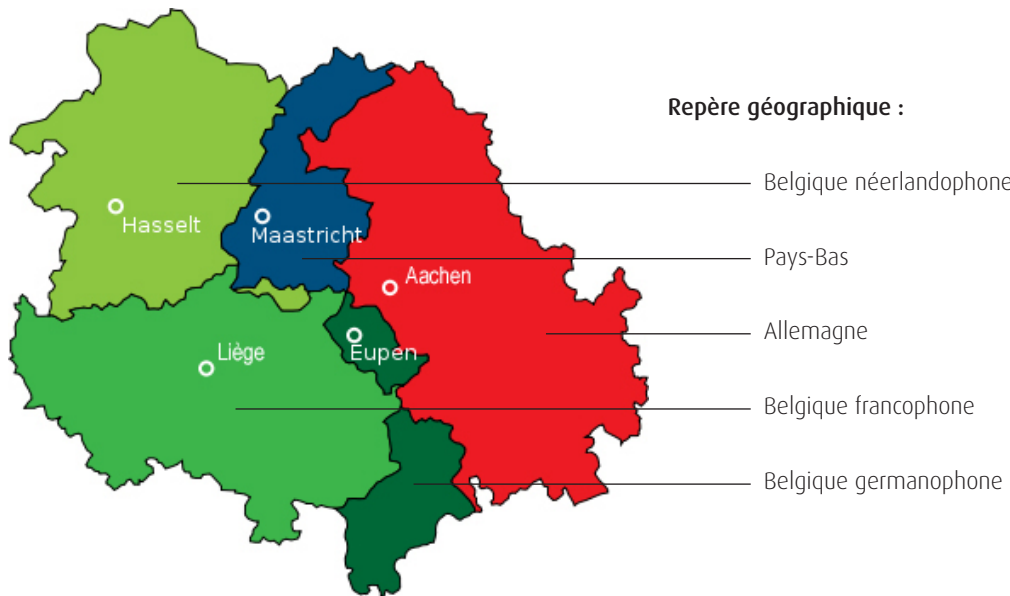 Repère géographique :
Belgique néerlandophone
Hasselt
Maastricht
Pays-Bas
Aachen
Allemagne
Liège
Eupen
Belgique francophone
Belgique germanophone